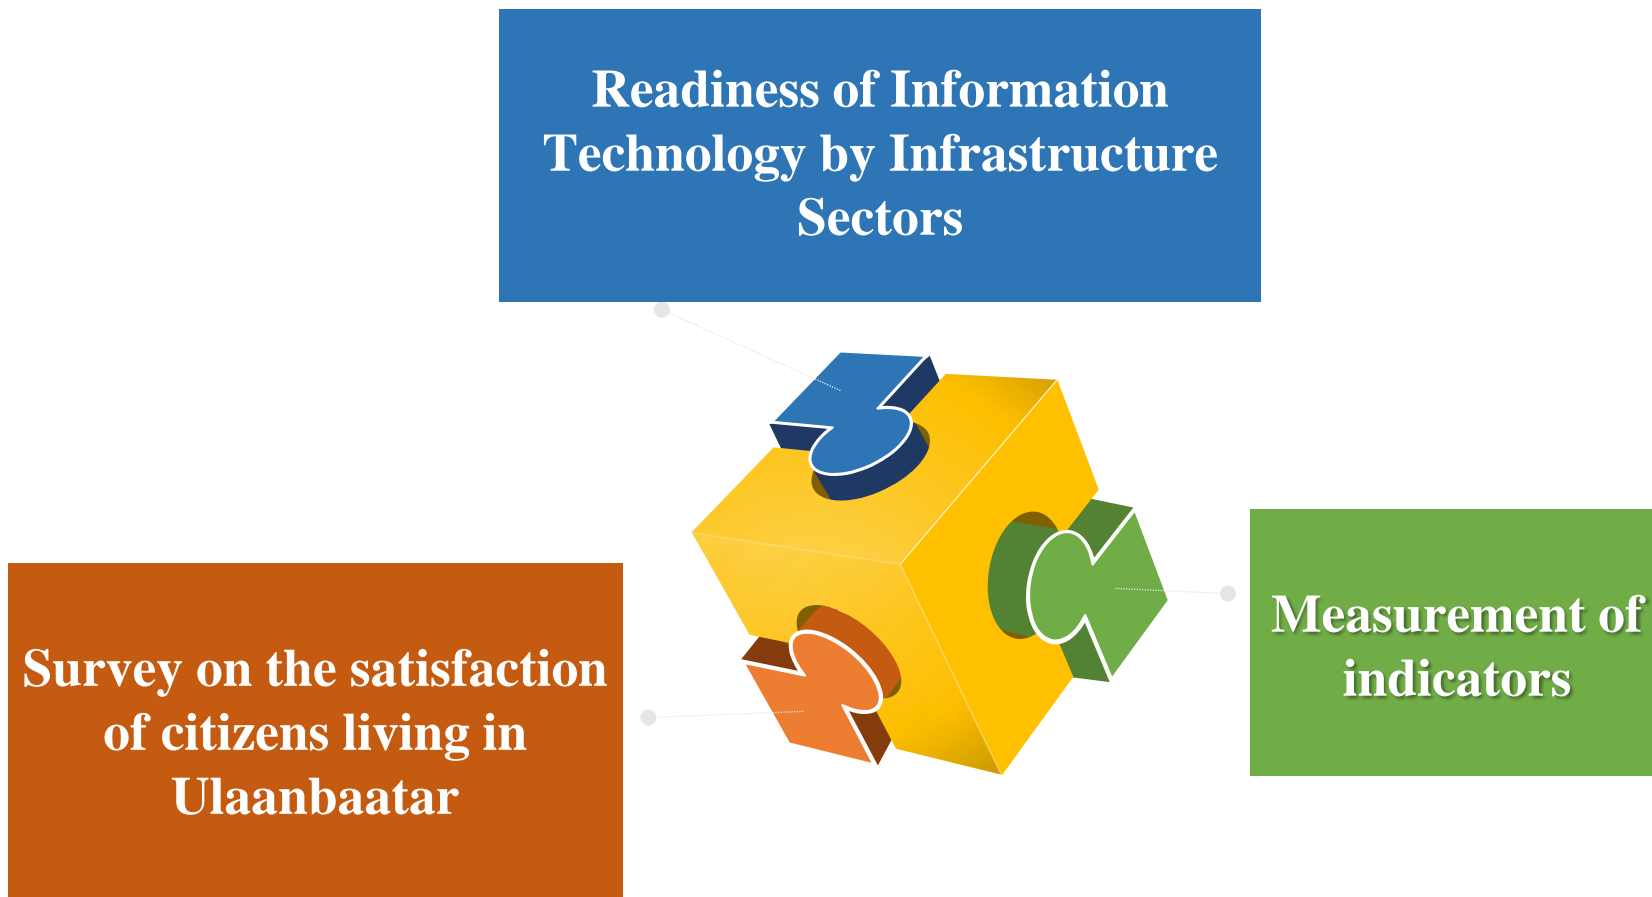 Readiness of Information
Technology by Infrastructure
Sectors
Survey on the satisfaction
of citizens living in
Ulaanbaatar
Measurement of
indicators